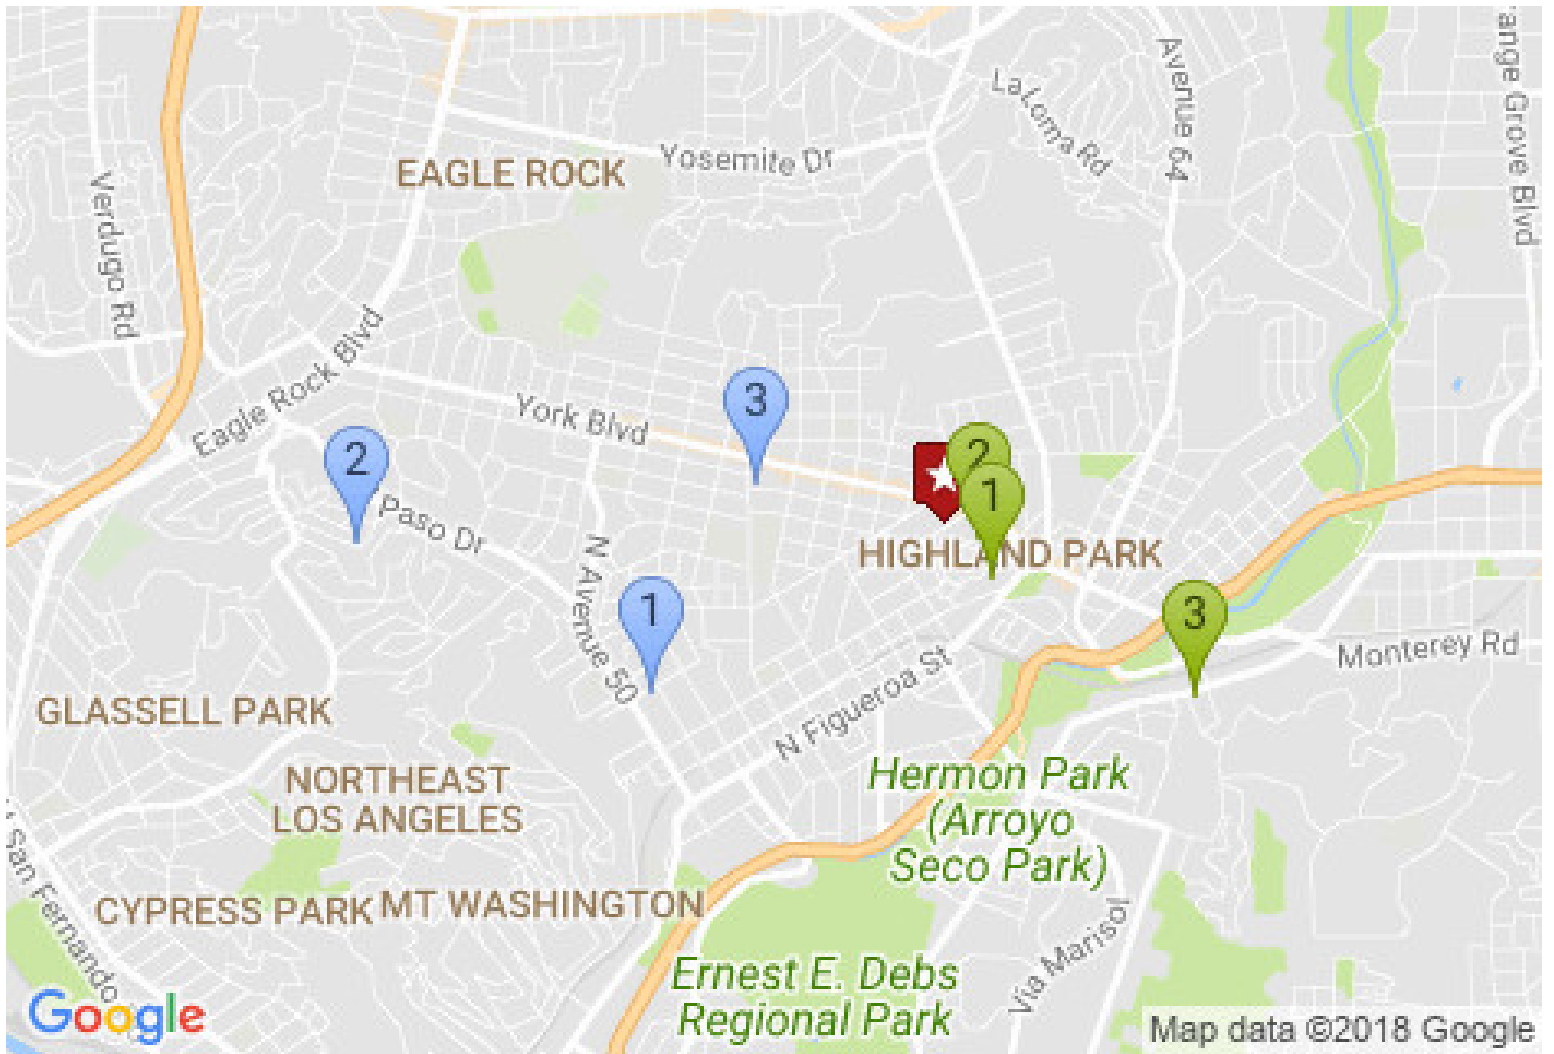 ange Grove Blvd
Avenue 64
LaLoma Rd
Yosemite Dr
EAGLE ROCK
Verdugo Rd
Eagle Rock Blvd
York Blvd
3
2
2
1
Paso Dr
N Avenue 50
HIGHLAND PARK
1
3
Monterey Rd
N Figueroa St
GLASSELL PARK
NORTHEAST
LOS ANGELES
Hermon Park
(Arroyo
Seco Park)
San Fernando
CYPRESS PARK
MT WASHINGTON
Via Marisol
Ernest E. Debs
Regional Park
Google
Map data ©2018 Google